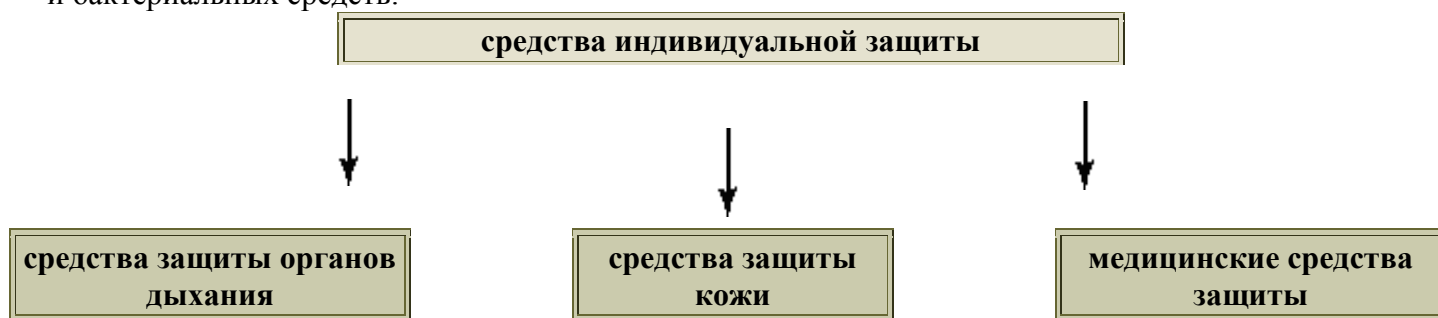 и бактериальных средств.
средства индивидуальной защиты
средства защиты органов
дыхания
средства защиты
кожи
медицинские средства
защиты